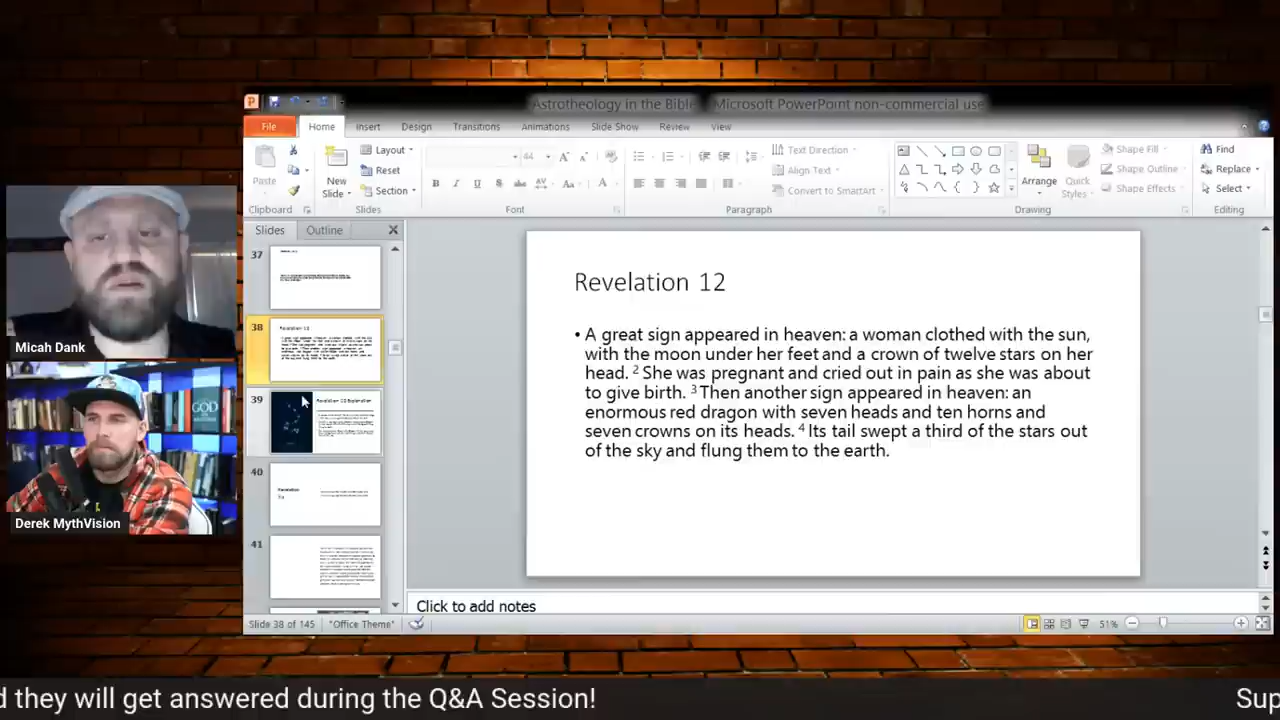 Astrotheology in the Bible Microsoft PowerPoint non-commercial use
File Home Insert Design Transitions Animations Slide Show Review View
Paste
New
Slide
Layout
Reset
Section
44
Text Direction
Align Text
Convert to SmartArt
Arrange
Quick
Styles
Shape Fill
Shape Outline
Shape Effects
Find
Replace
Select
Clipboard Slides Font Paragraph Drawing Editing
Slides Outline
37
38
39
Revelation 12 Explanation
40
Revelation
41
Revelation 12
• A great sign appeared in heaven: a woman clothed with the sun,
with the moon under her feet and a crown of twelve stars on her
head. 2 She was pregnant and cried out in pain as she was about
to give birth. 3 Then another sign appeared in heaven: an
enormous red dragon with seven heads and ten horns and
seven crowns on its heads. 4 Its tail swept a third of the stars out
of the sky and flung them to the earth.
Click to add notes
Slide 38 of 145 "Office Theme" 51%
Micah Dank
GOD
Derek MythVision
d they will get answered during the Q&A Session! Sup